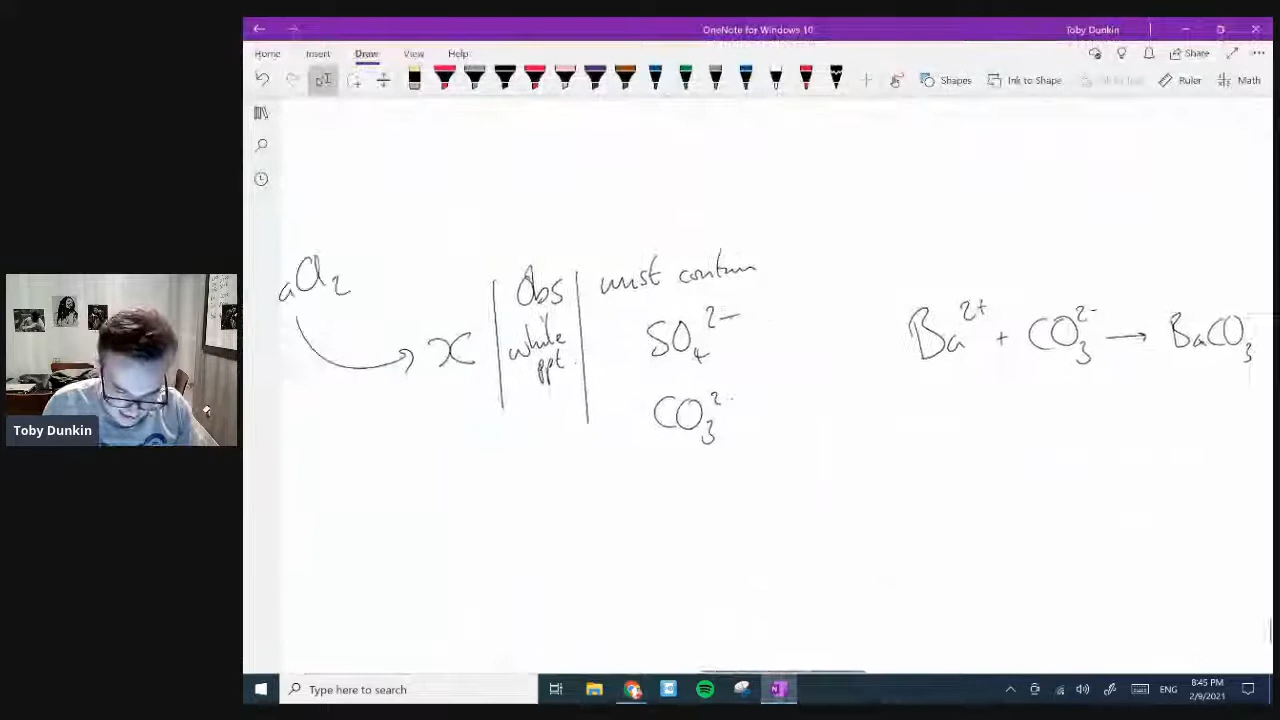 OneNote for Windows 10
Toby Dunkin
Home Insert Draw View Help
Share
Shapes Ink to Shape Ruler Math
aCl2
x
Obs
white
ppt.
must contain
SO4 2-
CO3 2-
Ba2+ + CO3 2- → BaCO3
Toby Dunkin
Type here to search
ENG
8:45 PM
2/9/2021